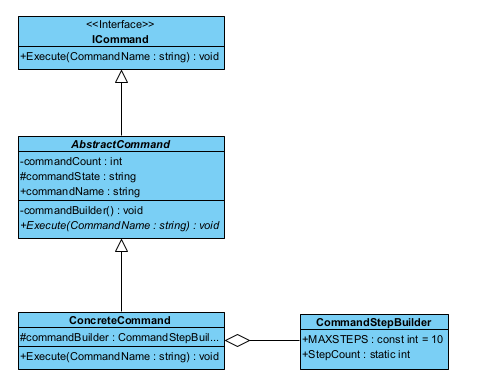 <<Interface>>
ICommand
+Execute(CommandName : string) : void
AbstractCommand
-commandCount : int
#commandState : string
+commandName : string
-commandBuilder() : void
+Execute(CommandName : string) : void
ConcreteCommand
#commandBuilder : CommandStepBuil...
+Execute(CommandName : string) : void
CommandStepBuilder
+MAXSTEPS : const int = 10
+StepCount : static int